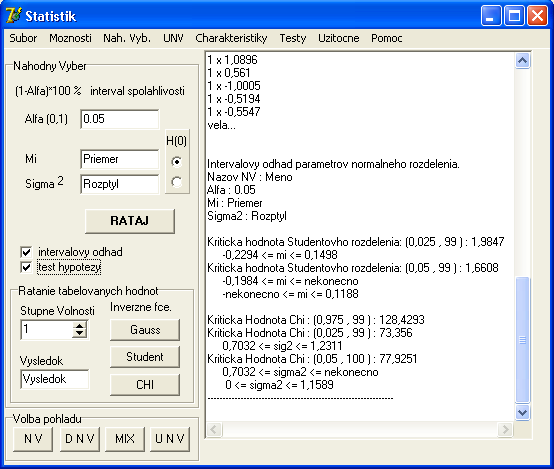 Statistik
Subor Moznosti Nah. Vyb. UNV Charakteristiky Testy Uzitocne Pomoc
Nahodny Vyber
(1-Alfa)*100 % interval spolahlivosti
Alfa (0,1) 0.05
H(0)
Mi Priemer
Sigma 2 Rozptyl
RATAJ
intervalovy odhad
test hypotezy
Ratanie tabelovanych hodnot
Stupne Volnosti
1
Vysledok
Vysledok
Inverzne fce.
Gauss
Student
CHI
Volba pohladu
N V D N V MIX U N V
1 x 1,0896
1 x 0,561
1 x -1,0005
1 x -0,5194
1 x -0,5547
vela...
Intervalovy odhad parametrov normalneho rozdelenia.
Nazov NV : Meno
Alfa : 0.05
Mi : Priemer
Sigma2 : Rozptyl
Kriticka hodnota Studentovho rozdelenia: (0,025 , 99 ) : 1,9847
-0,2294 <= mi <= 0,1498
Kriticka hodnota Studentovho rozdelenia: (0,05 , 99 ) : 1,6608
-0,1984 <= mi <= nekonecno
-nekonecno <= mi <= 0,1188
Kriticka Hodnota Chi : (0,975 , 99 ) : 128,4293
Kriticka Hodnota Chi : (0,025 , 99 ) : 73,356
0,7032 <= sig2 <= 1,2311
Kriticka Hodnota Chi : (0,05 , 100 ) : 77,9251
0,7032 <= sigma2 <= nekonecno
0 <= sigma2 <= 1,1589
------------------------------------------------------------